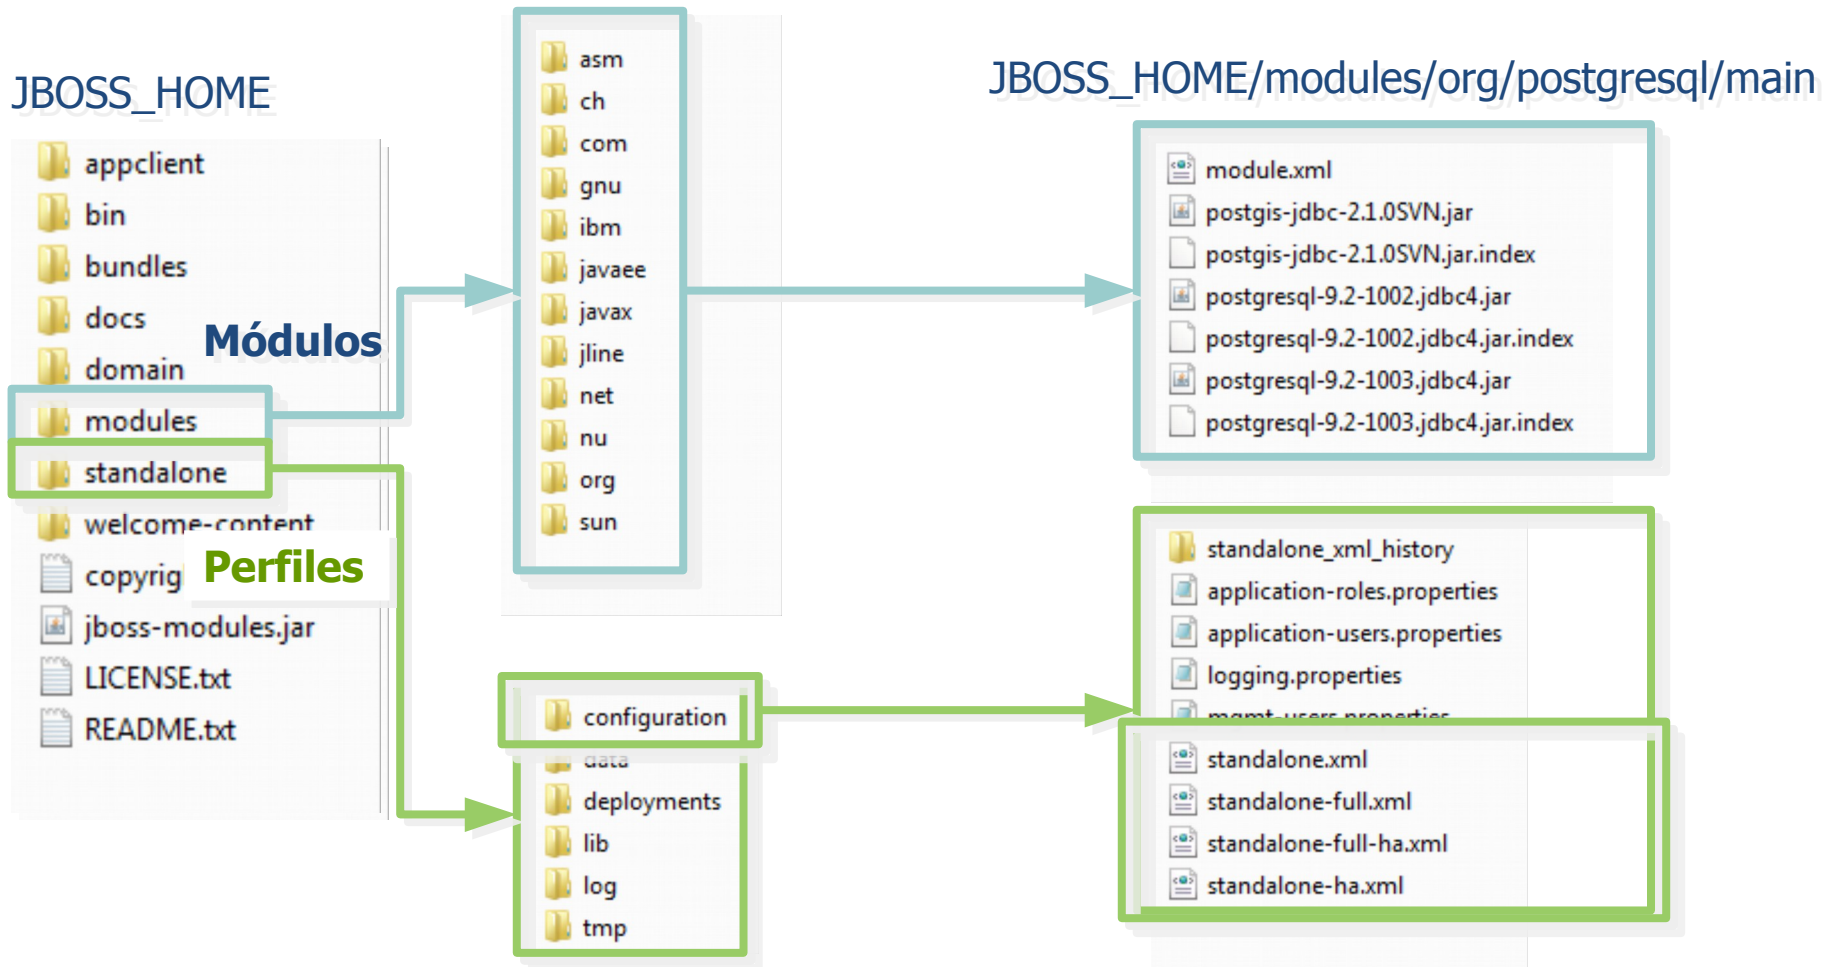 JBOSS_HOME
appclient
bin
bundles
docs
domain
modules
standalone
welcome-content
copyrig
jboss-modules.jar
LICENSE.txt
README.txt
Módulos
Perfiles
asm
ch
com
gnu
ibm
javaee
javax
jline
net
nu
org
sun
configuration
data
deployments
lib
log
tmp
JBOSS_HOME/modules/org/postgresql/main
module.xml
postgis-jdbc-2.1.0SVN.jar
postgis-jdbc-2.1.0SVN.jar.index
postgresql-9.2-1002.jdbc4.jar
postgresql-9.2-1002.jdbc4.jar.index
postgresql-9.2-1003.jdbc4.jar
postgresql-9.2-1003.jdbc4.jar.index
standalone_xml_history
application-roles.properties
application-users.properties
logging.properties
mgmt-users.properties
standalone.xml
standalone-full.xml
standalone-full-ha.xml
standalone-ha.xml